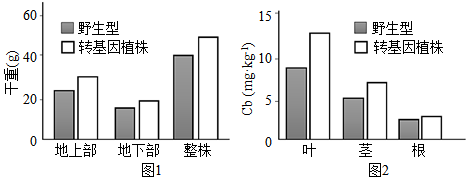 干重(g)
60
40
20
0
野生型
转基因植株
地上部 地下部 整株
图1
Cb (mg·kg-1)
15
10
5
0
野生型
转基因植株
叶 茎 根
图2